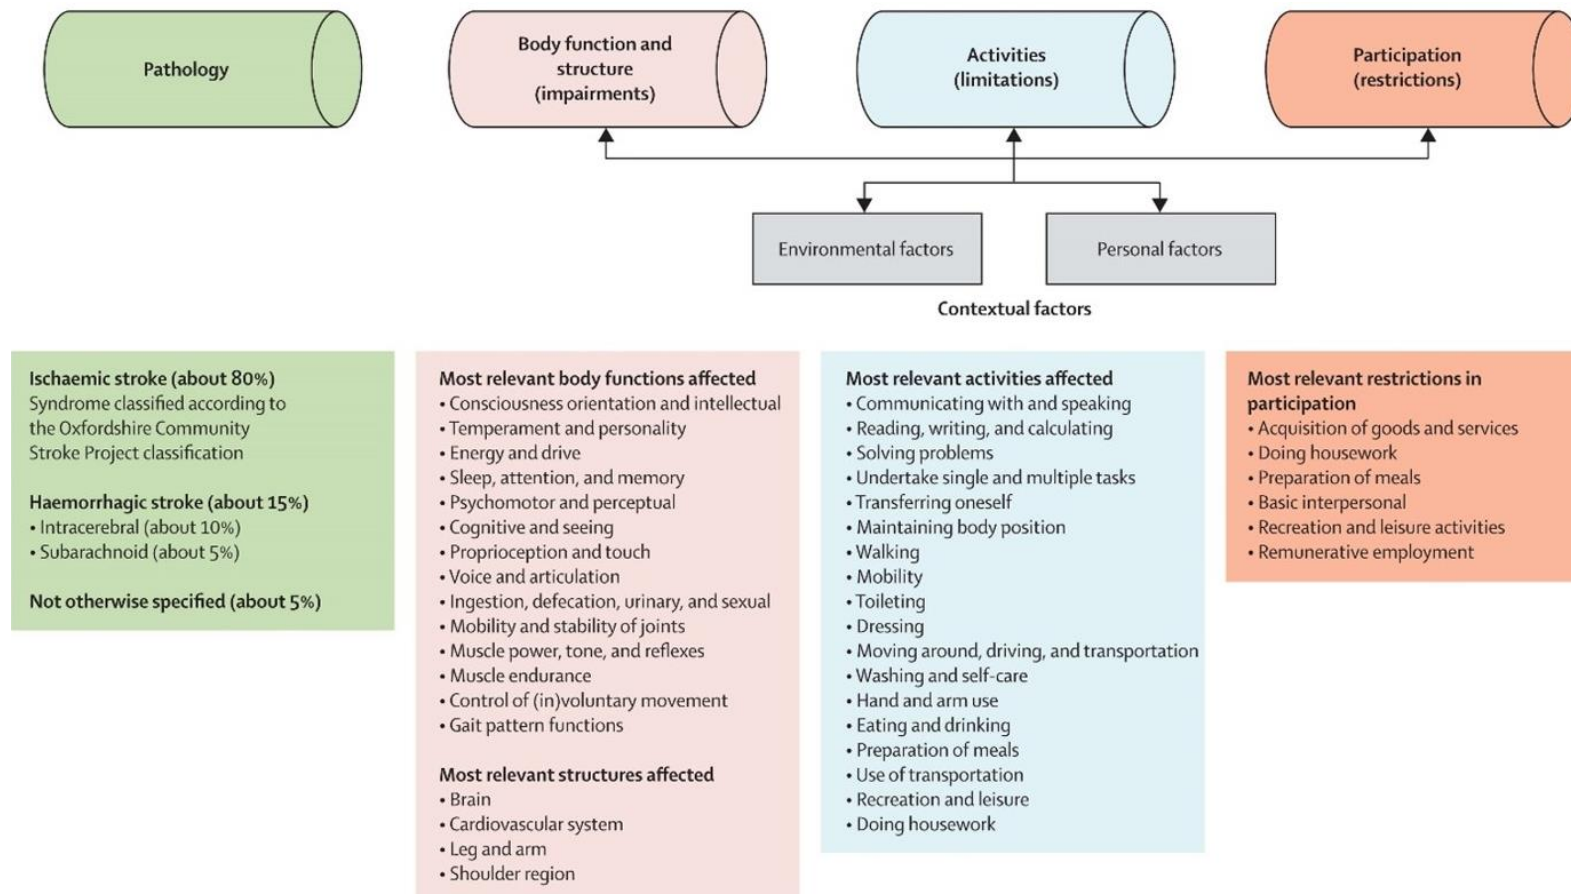 Pathology
Body function and
structure
(impairments)
Activities
(limitations)
Participation
(restrictions)
Environmental factors
Personal factors
Contextual factors
Ischaemic stroke (about 80%)
Syndrome classified according to
the Oxfordshire Community
Stroke Project classification
Haemorrhagic stroke (about 15%)
• Intracerebral (about 10%)
• Subarachnoid (about 5%)
Not otherwise specified (about 5%)
Most relevant body functions affected
• Consciousness orientation and intellectual
• Temperament and personality
• Energy and drive
• Sleep, attention, and memory
• Psychomotor and perceptual
• Cognitive and seeing
• Proprioception and touch
• Voice and articulation
• Ingestion, defecation, urinary, and sexual
• Mobility and stability of joints
• Muscle power, tone, and reflexes
• Muscle endurance
• Control of (in)voluntary movement
• Gait pattern functions
Most relevant structures affected
• Brain
• Cardiovascular system
• Leg and arm
• Shoulder region
Most relevant activities affected
• Communicating with and speaking
• Reading, writing, and calculating
• Solving problems
• Undertake single and multiple tasks
• Transferring oneself
• Maintaining body position
• Walking
• Mobility
• Toileting
• Dressing
• Moving around, driving, and transportation
• Washing and self-care
• Hand and arm use
• Eating and drinking
• Preparation of meals
• Use of transportation
• Recreation and leisure
• Doing housework
Most relevant restrictions in
participation
• Acquisition of goods and services
• Doing housework
• Preparation of meals
• Basic interpersonal
• Recreation and leisure activities
• Remunerative employment